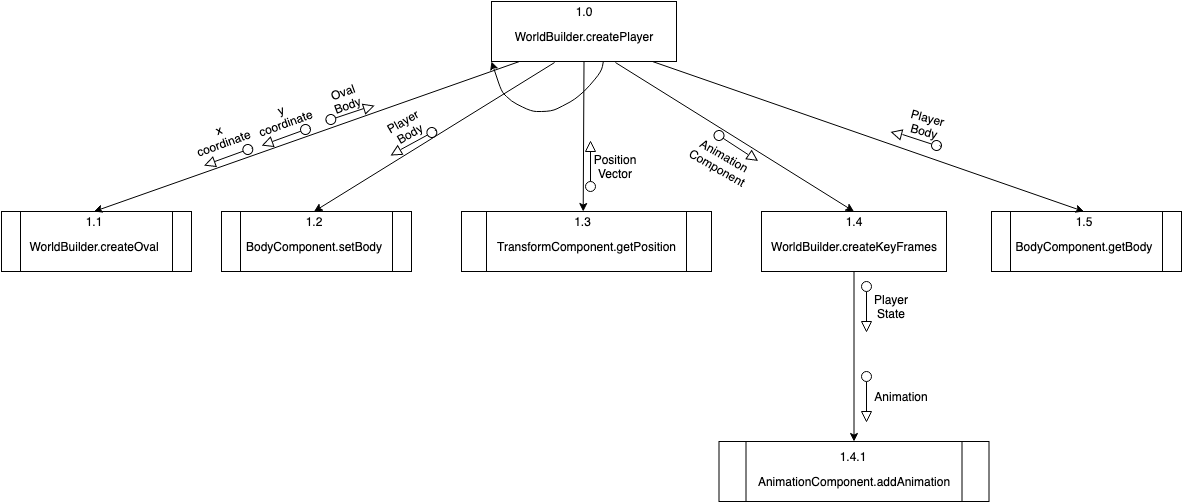 1.0
WorldBuilder.createPlayer
x
coordinate
y
coordinate
Oval
Body
Player
Body
Position
Vector
Animation
Component
Player
Body
1.1
WorldBuilder.createOval
1.2
BodyComponent.setBody
1.3
TransformComponent.getPosition
1.4
WorldBuilder.createKeyFrames
1.5
BodyComponent.getBody
Player
State
Animation
1.4.1
AnimationComponent.addAnimation